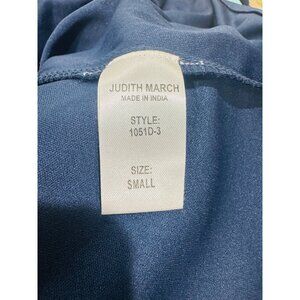 JUDITH MARCH
MADE IN INDIA
STYLE:
1051D-3
SIZE:
SMALL